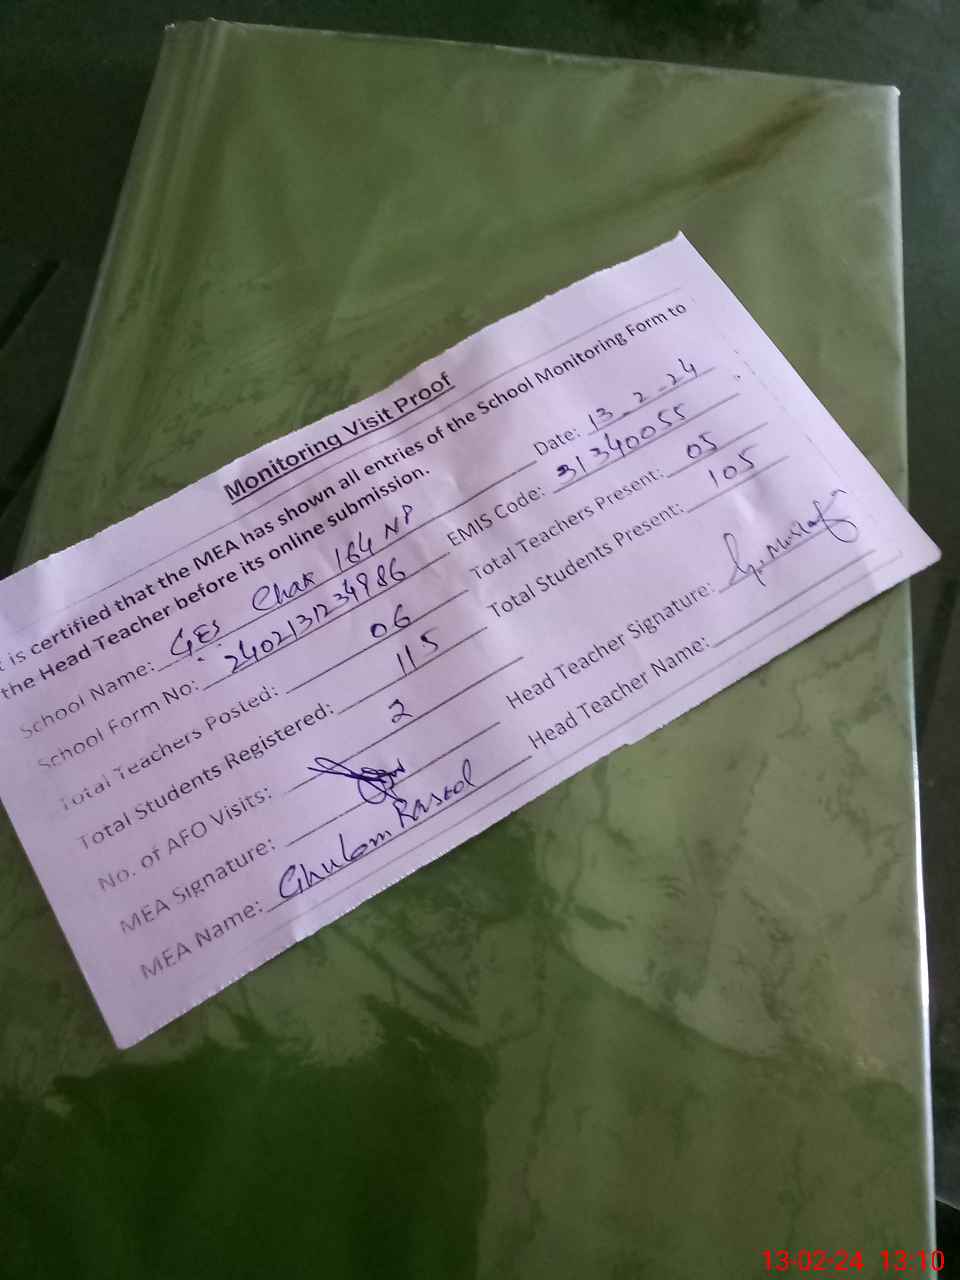 Monitoring Visit Proof
t is certified that the MEA has shown all entries of the School Monitoring Form to
the Head Teacher before its online submission.
School Name: GES Chak 164 NP Date: 13-2-24
School Form No: 2402131234986 EMIS Code: 31340055
Total Teachers Posted: 06 Total Teachers Present: 05
Total Students Registered: 115 Total Students Present: 105
No. of AFO Visits: 2 Head Teacher Signature:
MEA Signature: Head Teacher Name:
MEA Name: Ghulam Rasool
13-02-24 13:10